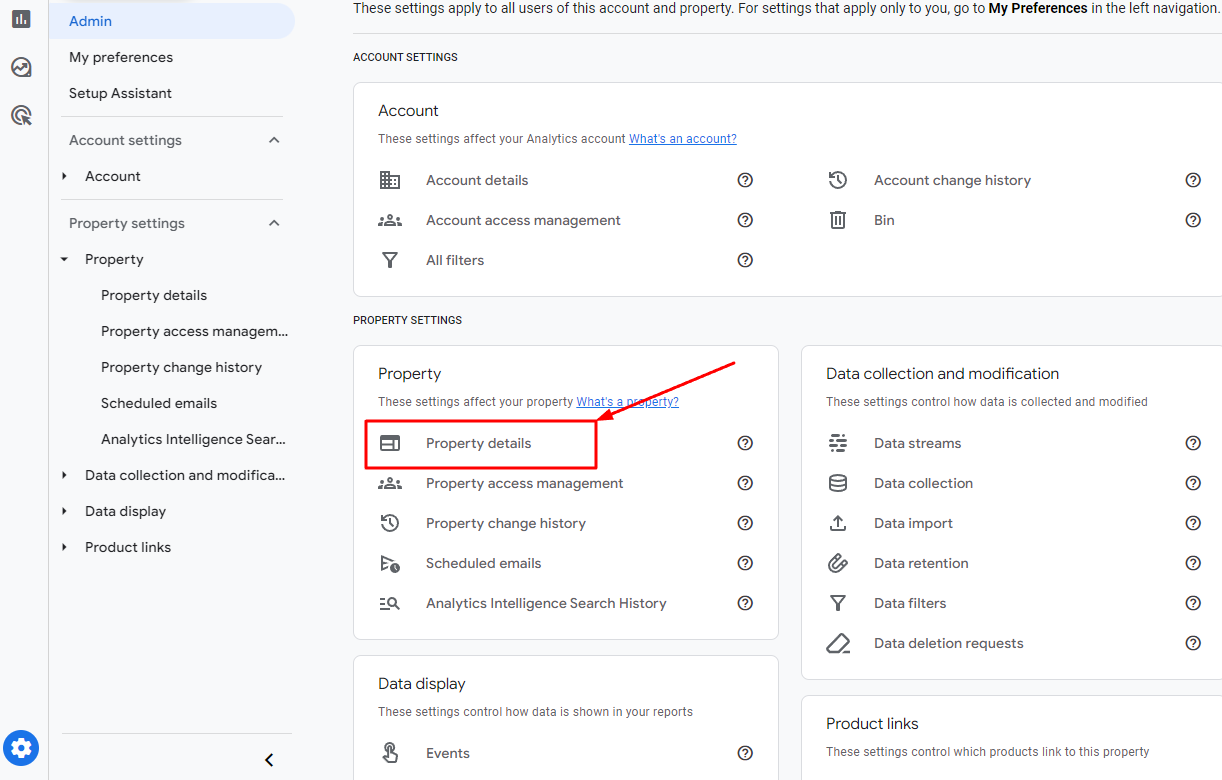 Admin
My preferences
Setup Assistant
Account settings
Account
Property settings
Property
Property details
Property access managem...
Property change history
Scheduled emails
Analytics Intelligence Sear...
Data collection and modifica...
Data display
Product links
These settings apply to all users of this account and property. For settings that apply only to you, go to My Preferences in the left navigation.
ACCOUNT SETTINGS
Account
These settings affect your Analytics account What's an account?
Account details
Account access management
All filters
Account change history
Bin
PROPERTY SETTINGS
Property
These settings affect your property What's a property?
Property details
Property access management
Property change history
Scheduled emails
Analytics Intelligence Search History
Data collection and modification
These settings control how data is collected and modified
Data streams
Data collection
Data import
Data retention
Data filters
Data deletion requests
Data display
These settings control how data is shown in your reports
Events
Product links
These settings control which products link to this property